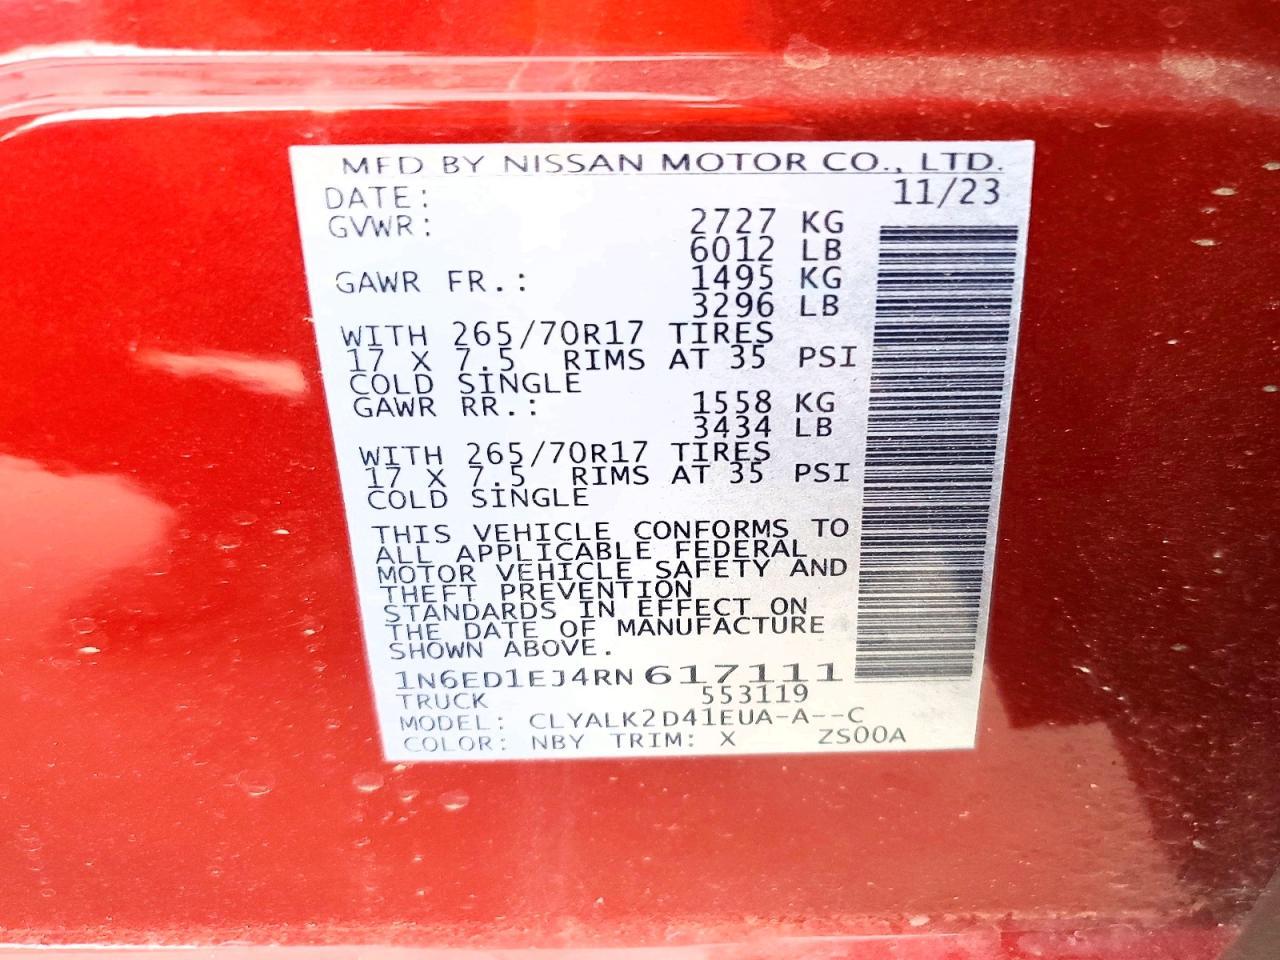 MFD BY NISSAN MOTOR CO., LTD.
DATE: 11/23
GVWR: 2727 KG
6012 LB
GAWR FR.: 1495 KG
3296 LB
WITH 265/70R17 TIRES
17 X 7.5 RIMS AT 35 PSI
COLD SINGLE
GAWR RR.: 1558 KG
3434 LB
WITH 265/70R17 TIRES
17 X 7.5 RIMS AT 35 PSI
COLD SINGLE
THIS VEHICLE CONFORMS TO
ALL APPLICABLE FEDERAL
MOTOR VEHICLE SAFETY AND
THEFT PREVENTION
STANDARDS IN EFFECT ON
THE DATE OF MANUFACTURE
SHOWN ABOVE.
1N6ED1EJ4RN617111
TRUCK 553119
MODEL: CLYALK2D41EUA-A--C
COLOR: NBY TRIM: X ZS00A